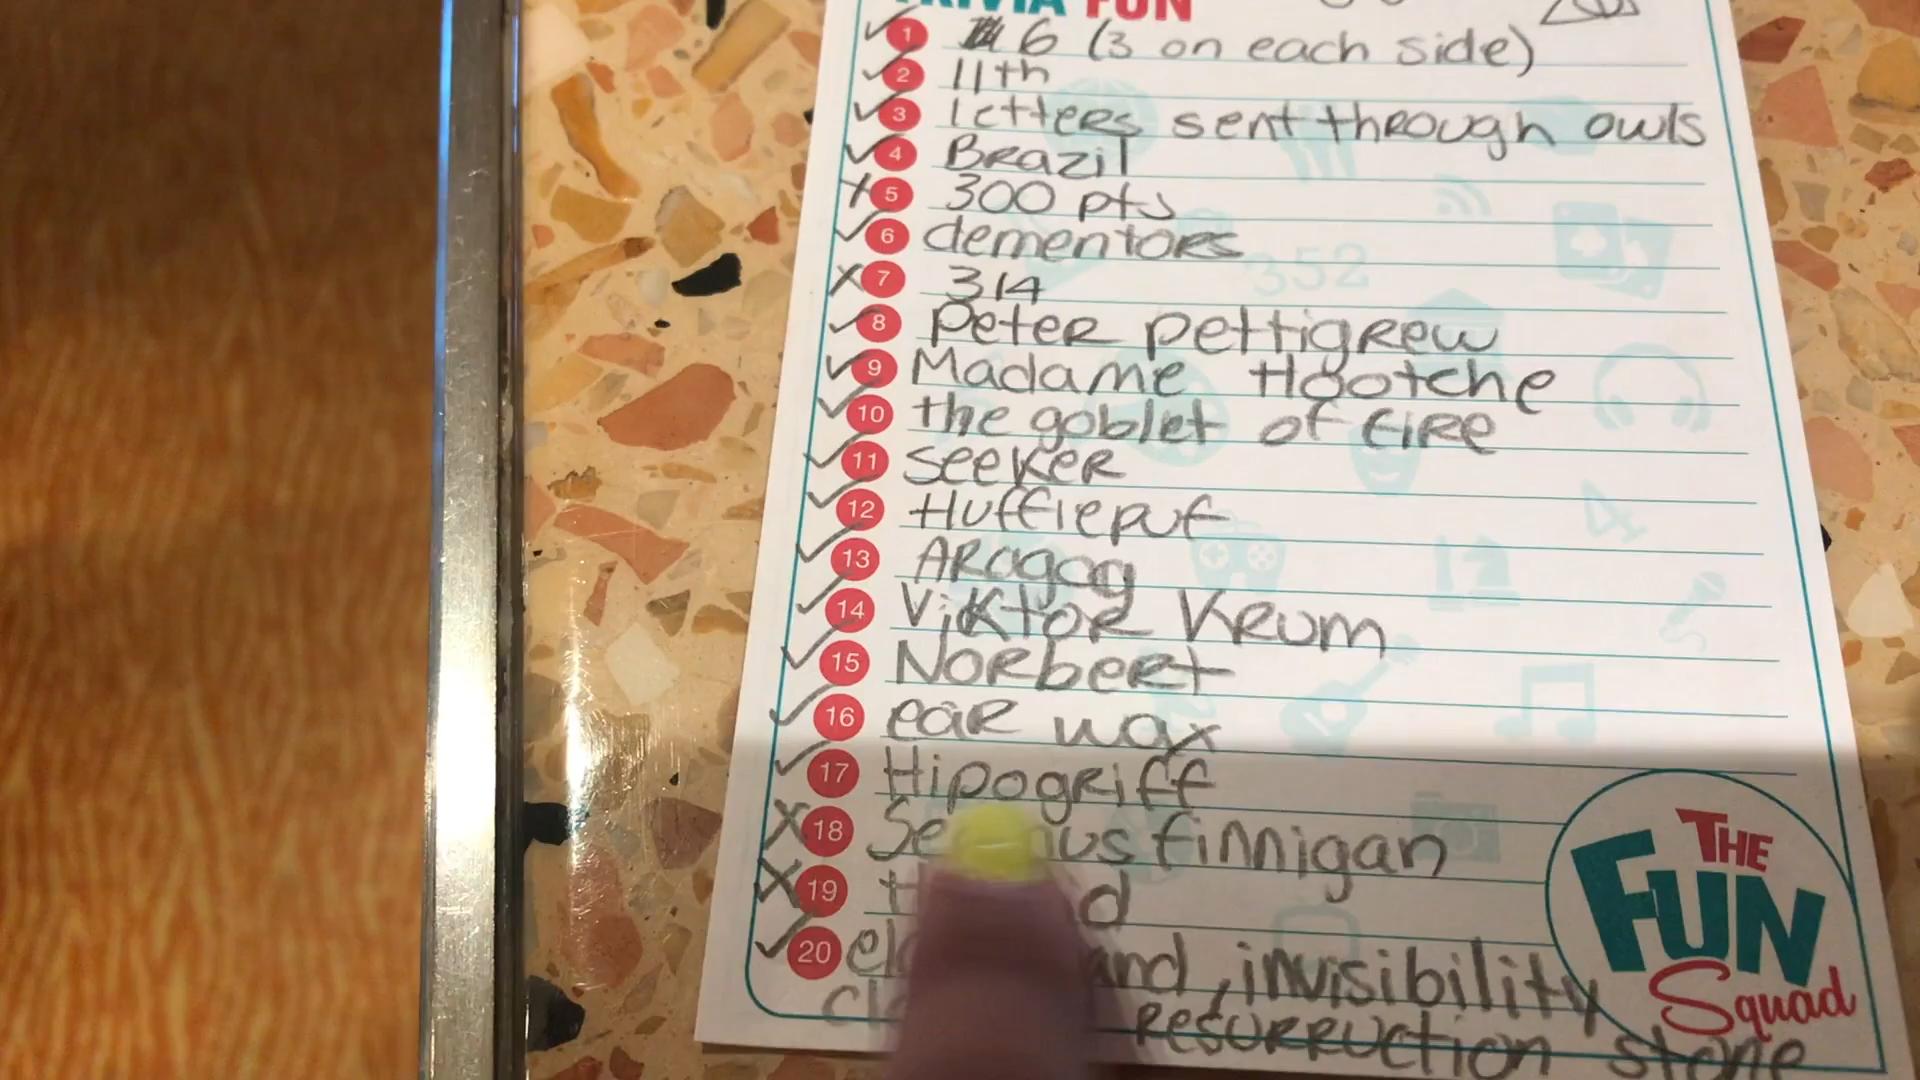 TRIVIA FUN
1 6 (3 on each side)
2 11th
3 letters sent through owls
4 Brazil
5 300 pts
6 dementors
352
7 314
8 Peter Pettigrew
9 Madame Hootche
10 the goblet of fire
11 seeker
12 Huffleputf
13 Aragog
14 Viktor Krum
15 Norbert
16 ear wax
17 Hipogriff
18 finnigan
19
20 invisibility
resurruction stone
THE
FUN
Squad